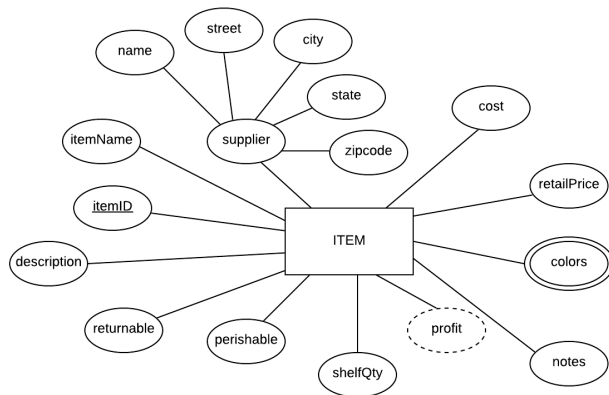 street
city
name
state
cost
itemName
supplier
zipcode
retailPrice
itemID
ITEM
description
colors
returnable
perishable
profit
notes
shelfQty